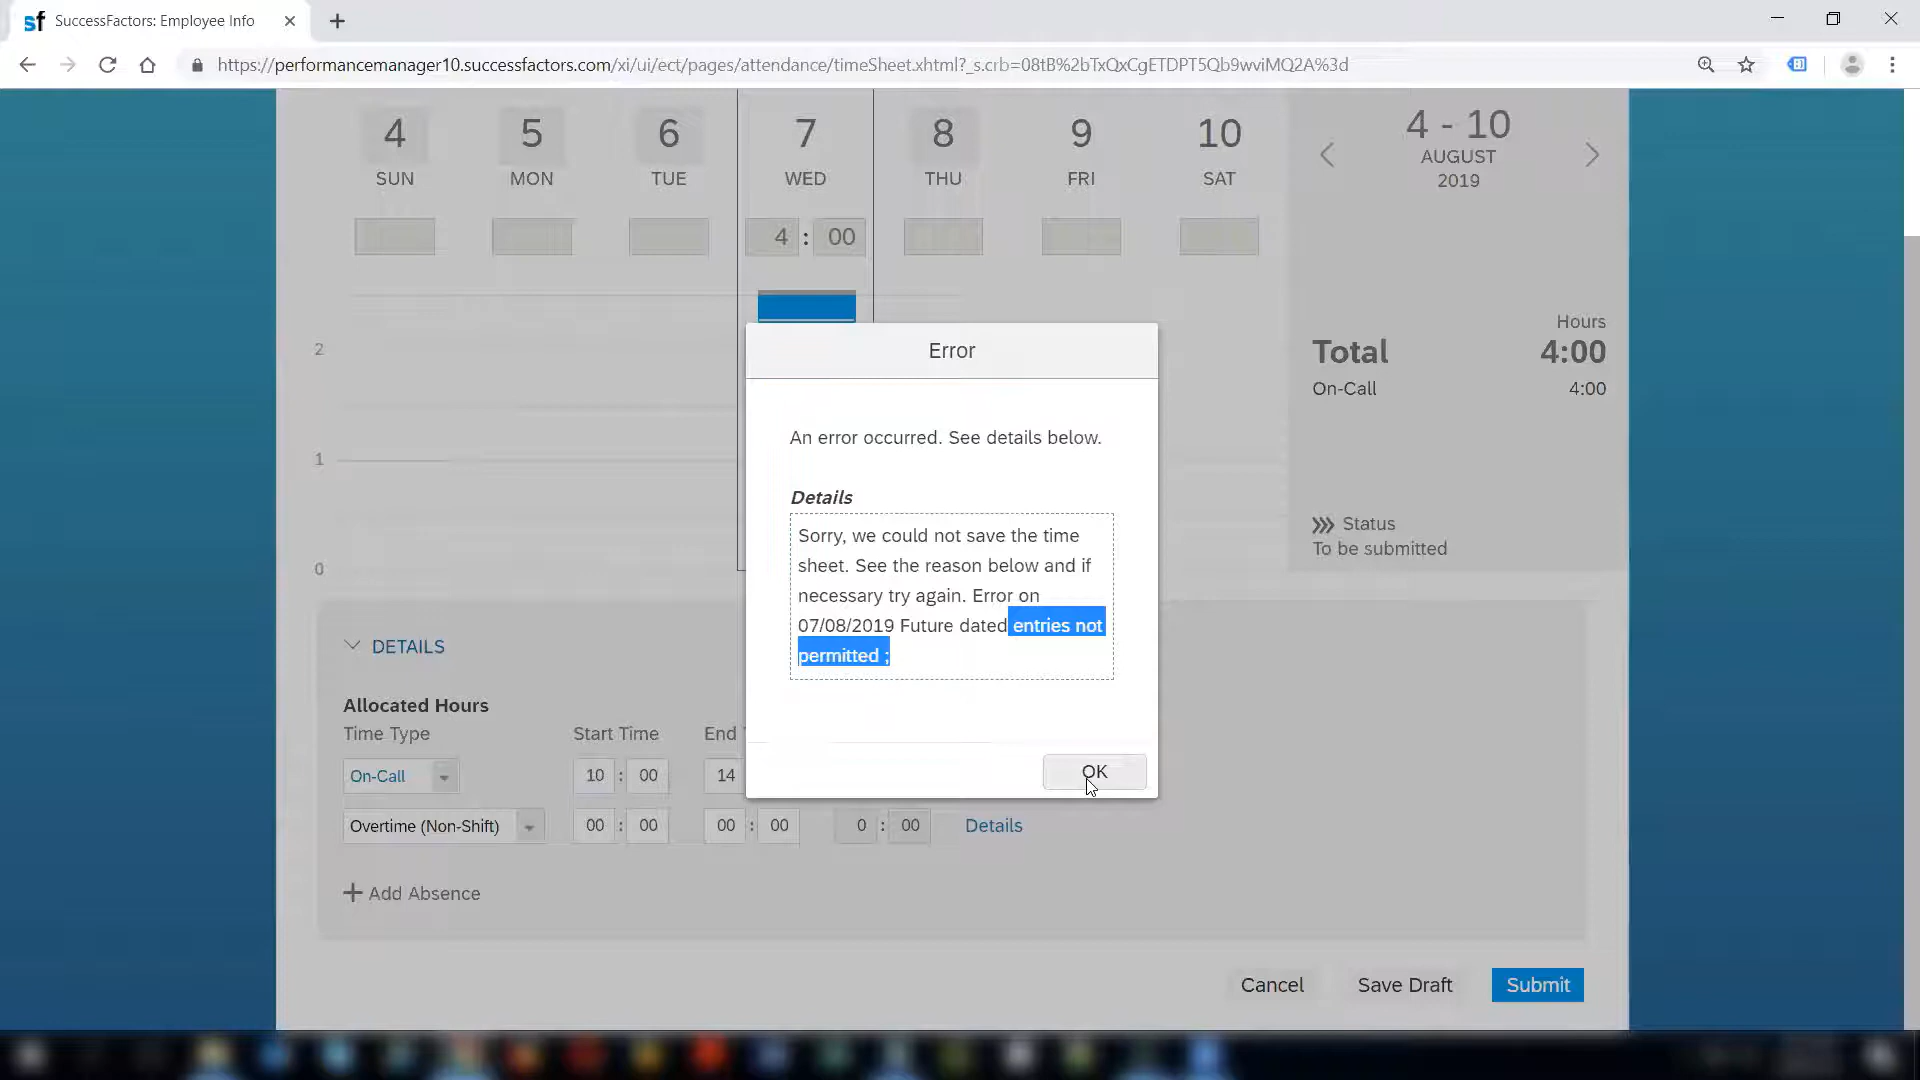 SuccessFactors: Employee Info
https://performancemanager10.successfactors.com/xi/ui/ect/pages/attendance/timeSheet.xhtml?_s.crb=08tB%2bTxQxCgETDPT5Qb9wviMQ2A%3d
4 5 6 7 8 9 10
SUN MON TUE WED THU FRI SAT
4 : 00
4 - 10
AUGUST
2019
Hours
Total 4:00
On-Call 4:00
Status
To be submitted
2
1
0
Error
An error occurred. See details below.
Details
Sorry, we could not save the time
sheet. See the reason below and if
necessary try again. Error on
07/08/2019 Future dated entries not
permitted ;
OK
DETAILS
Allocated Hours
Time Type Start Time End
On-Call 10 : 00 14
Overtime (Non-Shift) 00 : 00 00 : 00 0 : 00 Details
Add Absence
Cancel Save Draft Submit